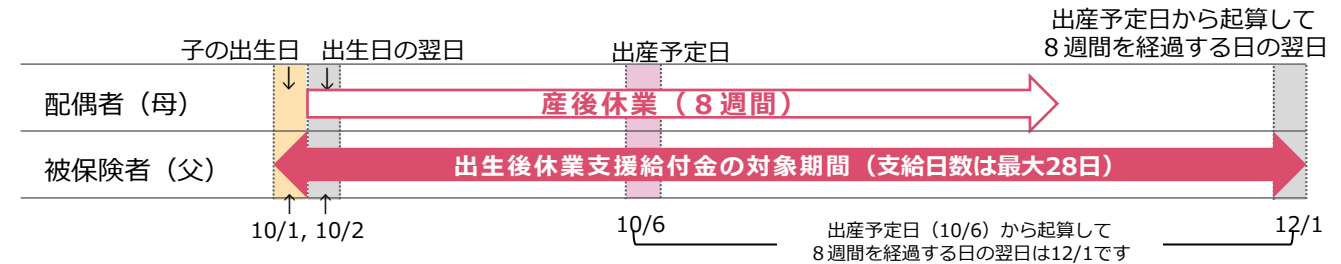 出産予定日から起算して
８週間を経過する日の翌日
子の出生日 出生日の翌日 出産予定日
↓ ↓
配偶者（母） 産後休業（８週間）
被保険者（父） 出生後休業支援給付金の対象期間（支給日数は最大28日）
↑ ↑
10/1, 10/2 10/6 12/1
出産予定日（10/6）から起算して
８週間を経過する日の翌日は12/1です